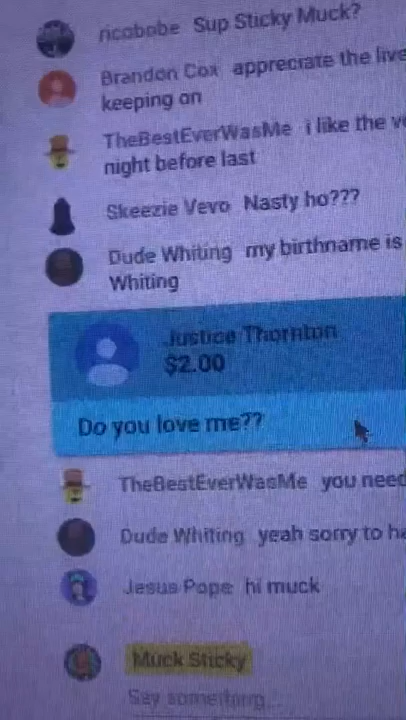 ricobobe Sup Sticky Muck?
Brandon Cox appreciate the live
keeping on
TheBestEverWasMe i like the
night before last
Skeezie Vevo Nasty ho???
Dude Whiting my birthname is
Whiting
Justice Thornton
$2.00
Do you love me??
TheBestEverWasMe you need
Dude Whiting yeah sorry to
Jesus Pope hi muck
Muck Sticky
Say something...